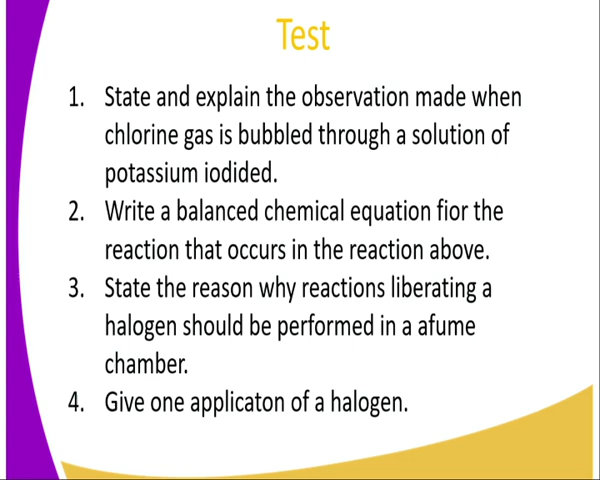 Test
1. State and explain the observation made when
chlorine gas is bubbled through a solution of
potassium iodided.
2. Write a balanced chemical equation fior the
reaction that occurs in the reaction above.
3. State the reason why reactions liberating a
halogen should be performed in a afume
chamber.
4. Give one applicaton of a halogen.